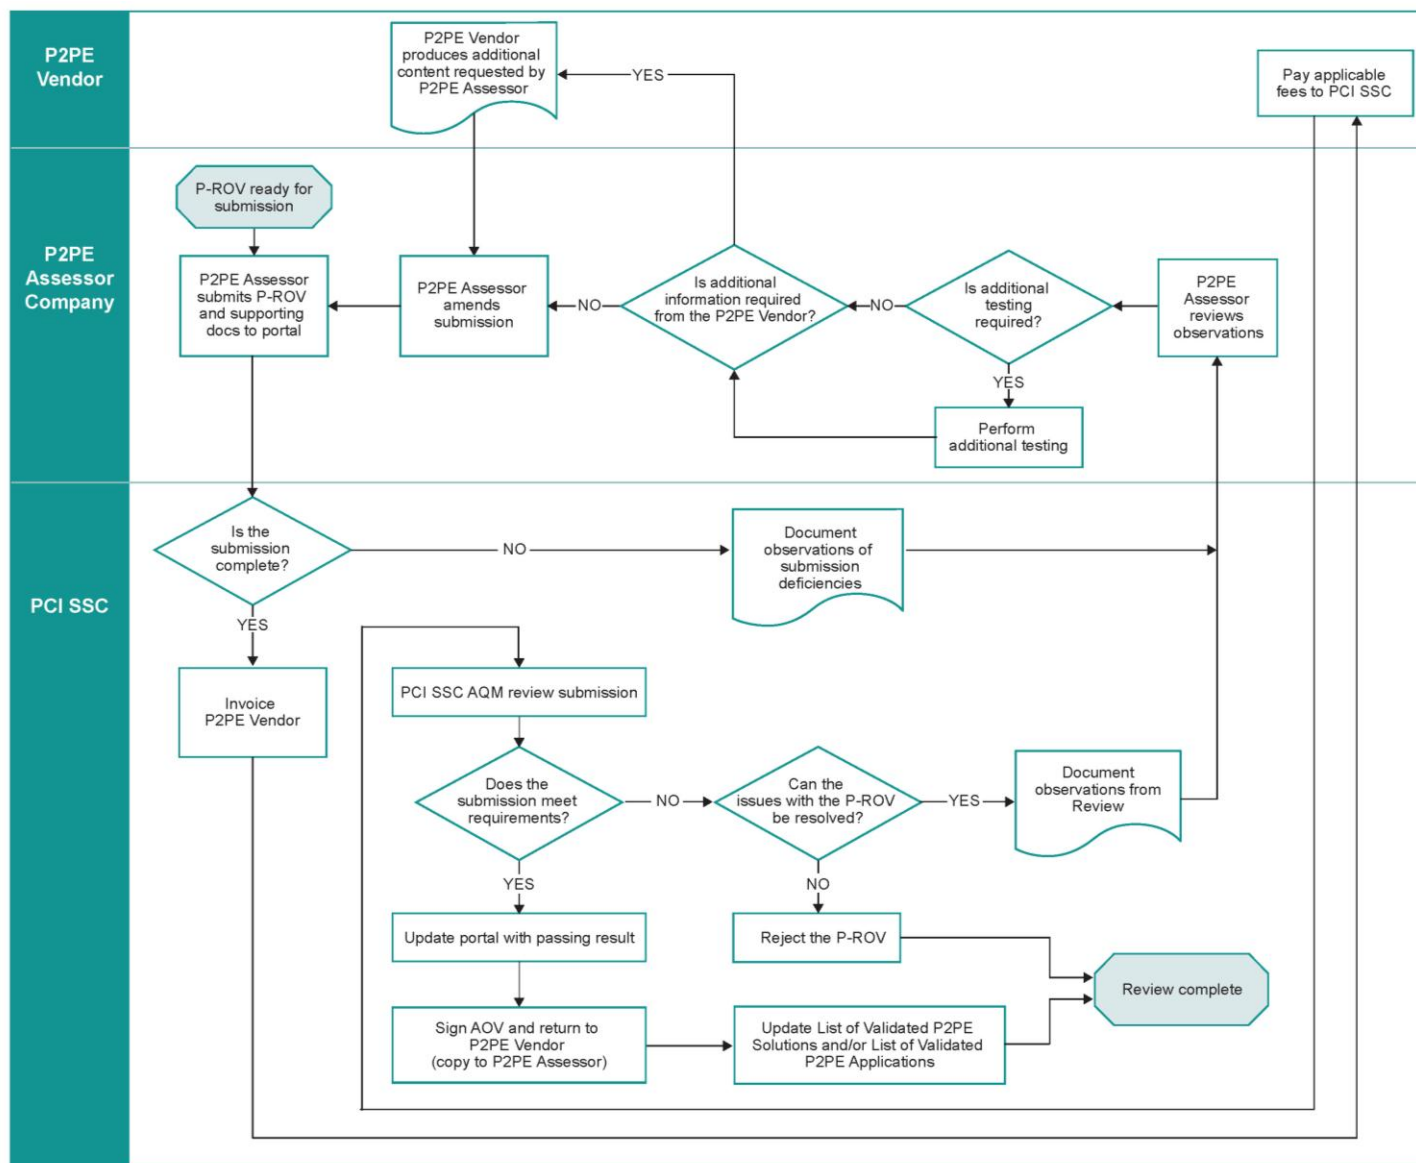 P2PE
Vendor
P2PE Vendor
produces additional
content requested by
P2PE Assessor
YES
Pay applicable
fees to PCI SSC
P2PE
Assessor
Company
P-ROV ready for
submission
P2PE Assessor
submits P-ROV
and supporting
docs to portal
P2PE Assessor
amends
submission
NO
Is additional
information required
from the P2PE Vendor?
NO
Is additional
testing
required?
P2PE
Assessor
reviews
observations
YES
Perform
additional testing
PCI SSC
Is the
submission
complete?
NO
Document
observations of
submission
deficiencies
YES
Invoice
P2PE Vendor
PCI SSC AQM review submission
Does the
submission meet
requirements?
NO
Can the
issues with the P-ROV
be resolved?
YES
Document
observations from
Review
YES
NO
Update portal with passing result
Reject the P-ROV
Review complete
Sign AOV and return to
P2PE Vendor
(copy to P2PE Assessor)
Update List of Validated P2PE
Solutions and/or List of Validated
P2PE Applications